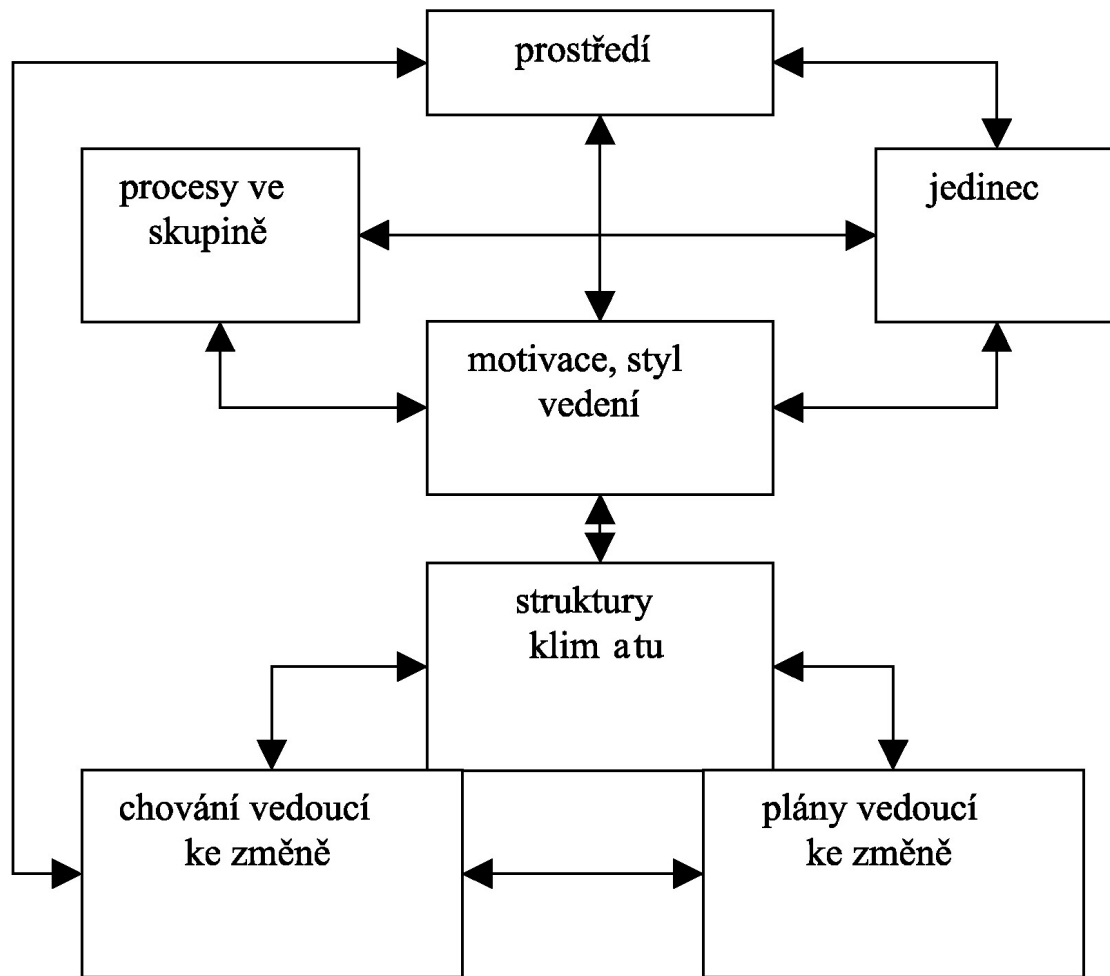 prostředí
procesy ve
skupině
jedinec
motivace, styl
vedení
struktury
klim atu
chování vedoucí
ke změně
plány vedoucí
ke změně